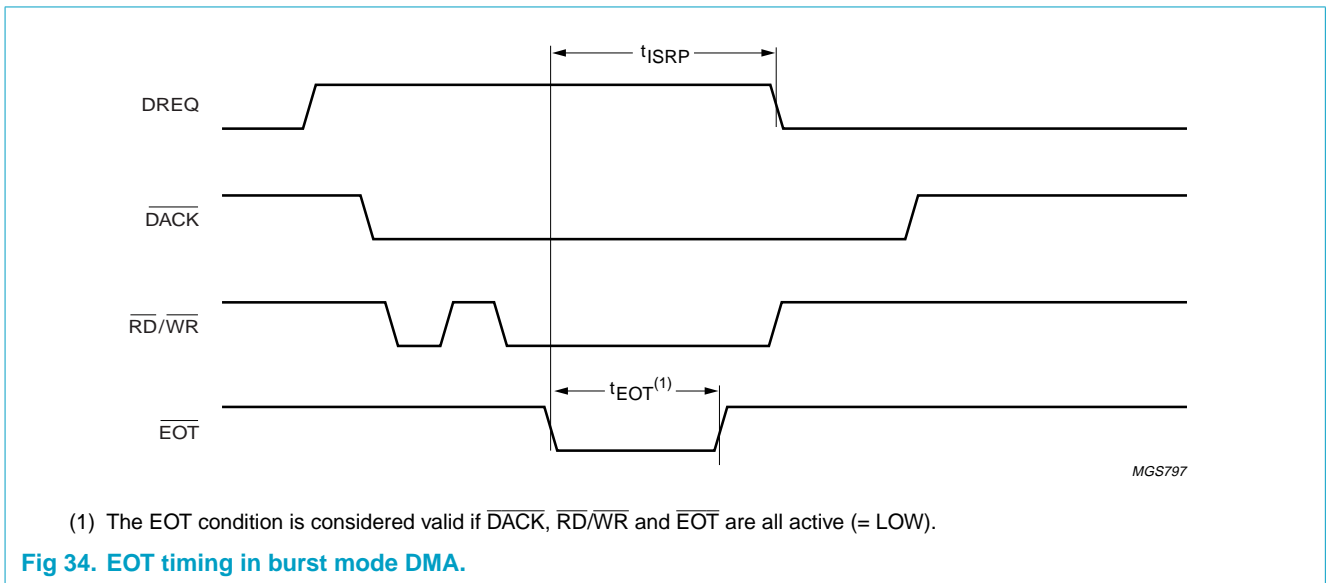 tISRP
DREQ
DACK
RD/WR
tEOT(1)
EOT
MGS797
(1) The EOT condition is considered valid if DACK, RD/WR and EOT are all active (= LOW).
Fig 34. EOT timing in burst mode DMA.